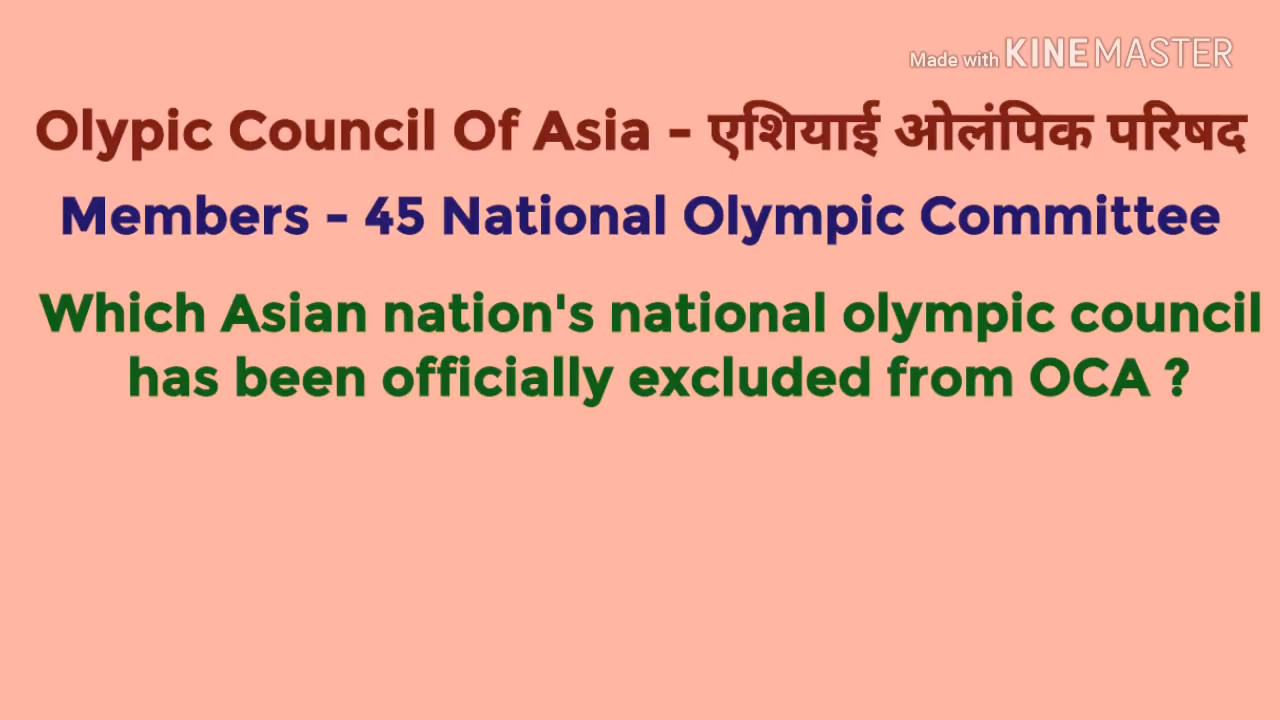 Made with KINEMASTER
Olypic Council Of Asia - एशियाई ओलंपिक परिषद
Members - 45 National Olympic Committee
Which Asian nation's national olympic council
has been officially excluded from OCA ?